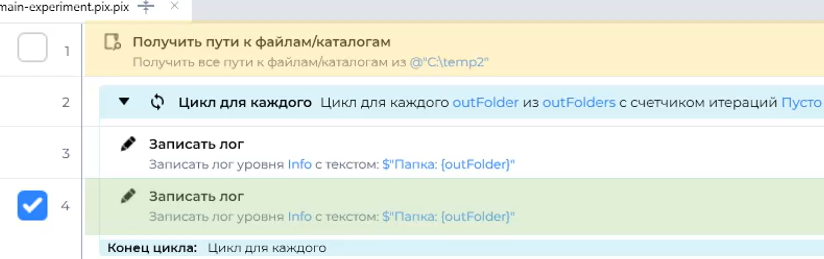 main-experiment.pix.pix ×
1 Получить пути к файлам/каталогам
Получить все пути к файлам/каталогам из @"C:\temp2"
2 Цикл для каждого Цикл для каждого outFolder из outFolders с счетчиком итераций Пусто
3 Записать лог
Записать лог уровня Info с текстом: $"Папка: {outFolder}"
4 Записать лог
Записать лог уровня Info с текстом: $"Папка: {outFolder}"
Конец цикла: Цикл для каждого